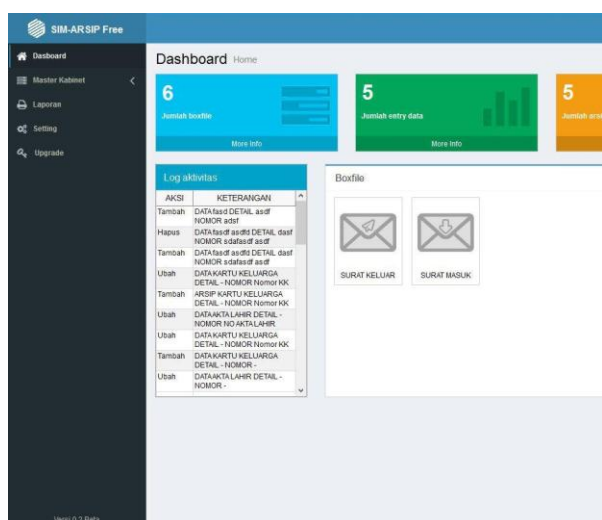 SIM-ARSIP Free
Dasboard
Master Kabinet
Laporan
Setting
Upgrade
Dashboard Home
6
Jumlah boxfile
More Info
5
Jumlah entry data
More Info
5
Jumlah
Log aktivitas
AKSI KETERANGAN
Tambah DATA fasd DETAIL asdf
NOMOR adsf
Hapus DATA fasdf asdfd DETAIL dasf
NOMOR sdafasdf asdf
Tambah DATA fasdf asdfd DETAIL dasf
NOMOR sdafasdf asdf
Ubah DATA KARTU KELUARGA
DETAIL - NOMOR Nomor KK
Tambah ARSIP KARTU KELUARGA
DETAIL - NOMOR Nomor KK
Ubah DATA AKTA LAHIR DETAIL -
NOMOR NO AKTA LAHIR
Ubah DATA KARTU KELUARGA
DETAIL - NOMOR Nomor KK
Tambah DATA KARTU KELUARGA
DETAIL - NOMOR -
Ubah DATA AKTA LAHIR DETAIL -
NOMOR -
Boxfile
SURAT KELUAR
SURAT MASUK
Versi 0.2 Beta